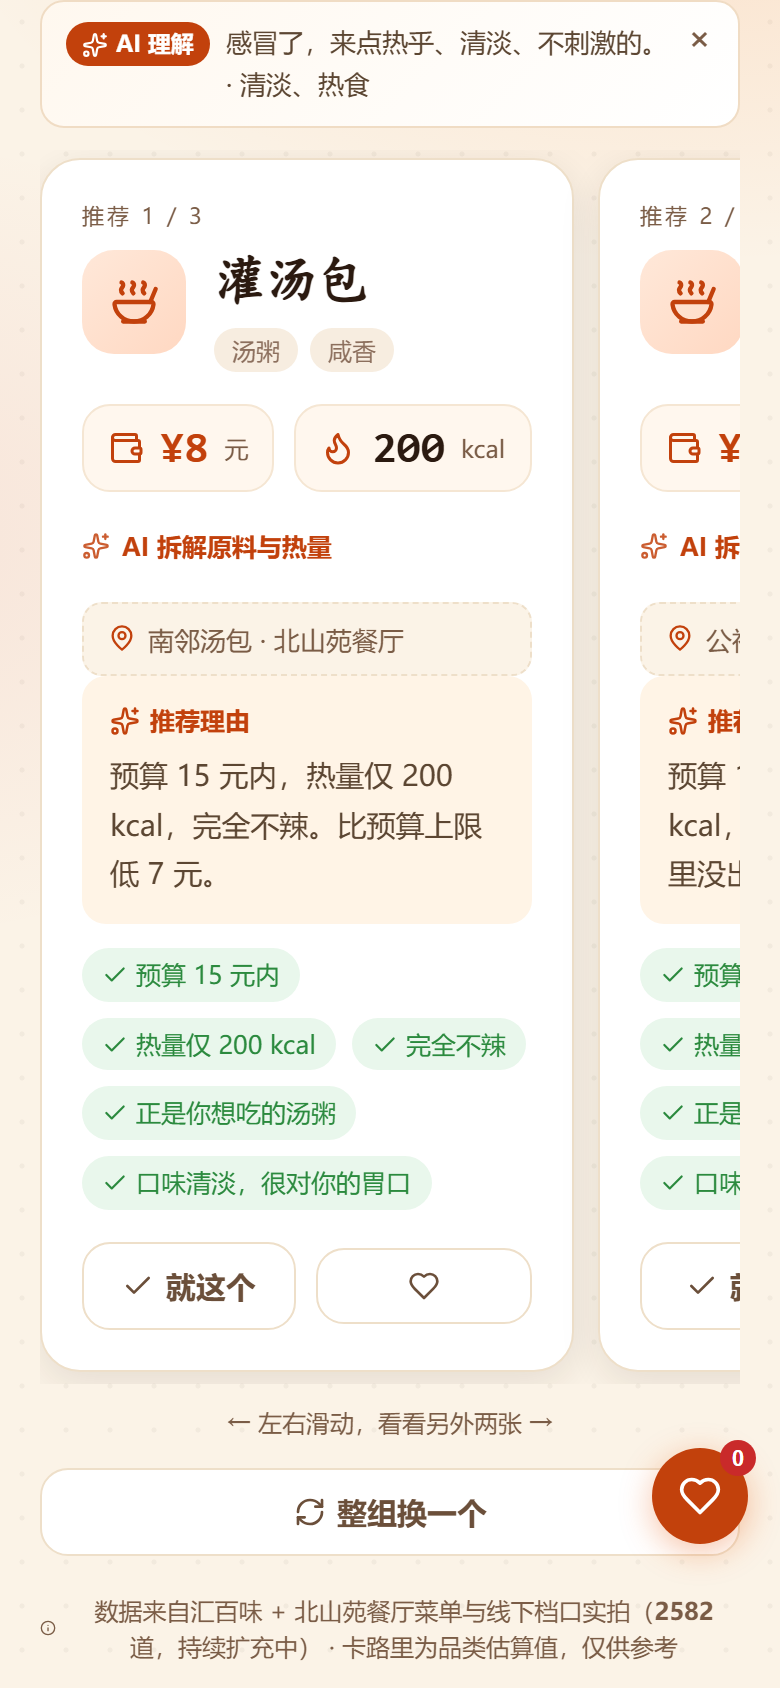 AI 理解 感冒了，来点热乎、清淡、不刺激的。 ×
· 清淡、热食
推荐 1 / 3
灌汤包
汤粥 咸香
¥8 元 200 kcal
AI 拆解原料与热量
南邻汤包 · 北山苑餐厅
推荐理由
预算 15 元内，热量仅 200
kcal，完全不辣。比预算上限
低 7 元。
预算 15 元内
热量仅 200 kcal 完全不辣
正是你想吃的汤粥
口味清淡，很对你的胃口
就这个
推荐 2 /
¥
AI 拆
推荐
预算
kcal，
里没
预算
热量
正是
口味
← 左右滑动，看看另外两张 →
0
整组换一个
数据来自汇百味 + 北山苑餐厅菜单与线下档口实拍（2582
道，持续扩充中）· 卡路里为品类估算值，仅供参考